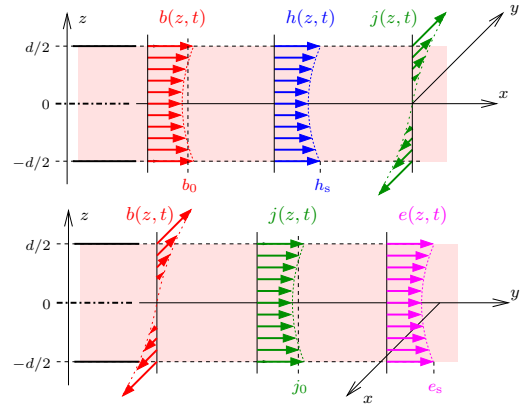 z b(z, t) h(z, t) j(z, t) y
d/2
0 x
−d/2
b₀ hₛ
z b(z, t) j(z, t) e(z, t)
d/2
0 y
−d/2
j₀ x eₛ